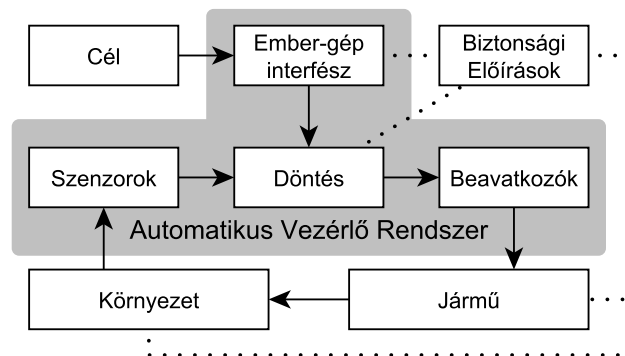 Cél
Ember-gép
interfész
Biztonsági
Előírások
Szenzorok
Döntés
Beavatkozók
Automatikus Vezérlő Rendszer
Környezet
Jármű